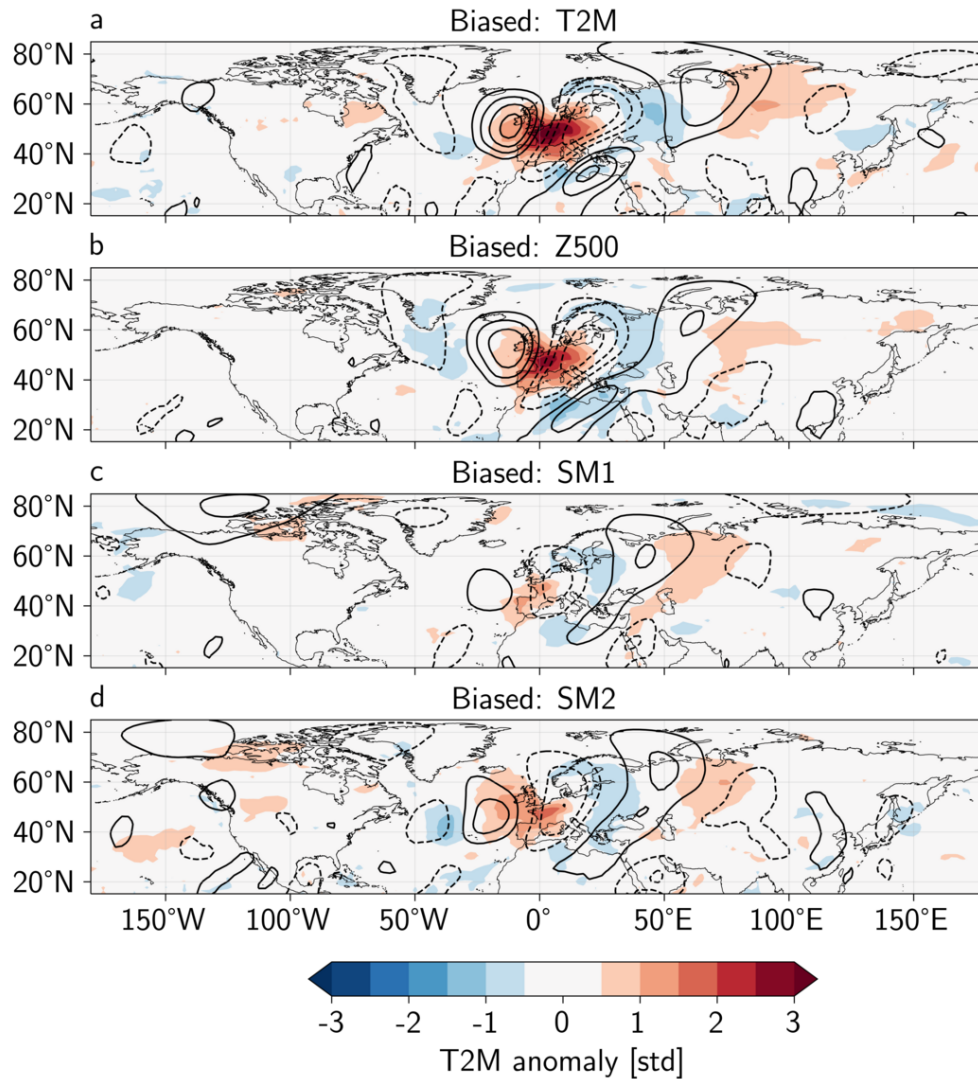 a Biased: T2M
80°N
60°N
40°N
20°N
b Biased: Z500
80°N
60°N
40°N
20°N
c Biased: SM1
80°N
60°N
40°N
20°N
d Biased: SM2
80°N
60°N
40°N
20°N
150°W 100°W 50°W 0° 50°E 100°E 150°E
-3 -2 -1 0 1 2 3
T2M anomaly [std]